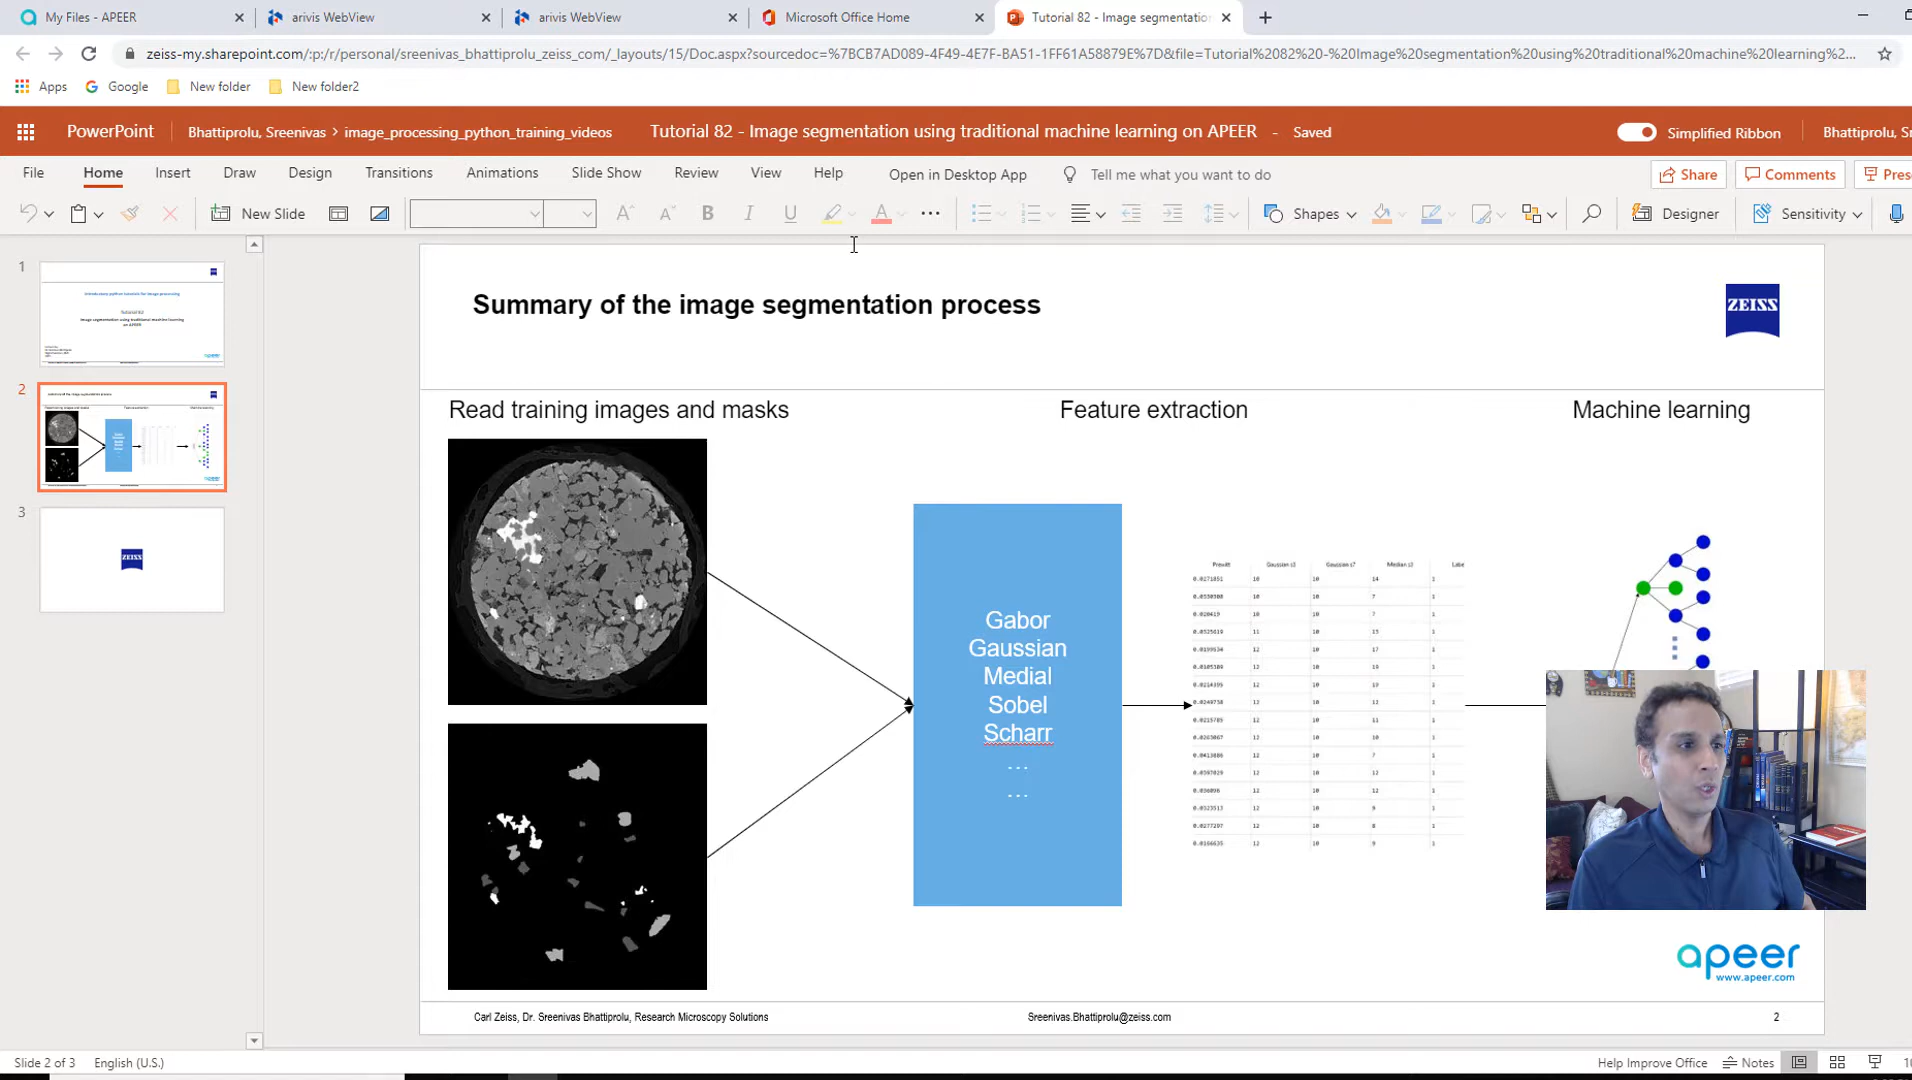 My Files - APEER
arivis WebView
arivis WebView
Microsoft Office Home
Tutorial 82 - Image segmentation
zeiss-my.sharepoint.com/:p:/r/personal/sreenivas_bhattiprolu_zeiss_com/_layouts/15/Doc.aspx?sourcedoc=%7BCB7AD089-4F49-4E7F-BA51-1FF61A58879E%7D&file=Tutorial%2082%20-%20Image%20segmentation%20using%20traditional%20machine%20learning%2...
Apps
Google
New folder
New folder2
PowerPoint
Bhattiprolu, Sreenivas > image_processing_python_training_videos
Tutorial 82 - Image segmentation using traditional machine learning on APEER - Saved
Simplified Ribbon
Bhattiprolu, Sr
File Home Insert Draw Design Transitions Animations Slide Show Review View Help Open in Desktop App Tell me what you want to do
Share Comments Pres
New Slide
B I U A
Shapes
Designer
Sensitivity
1
2
3
Summary of the image segmentation process
ZEISS
Read training images and masks
Feature extraction
Machine learning
Gabor
Gaussian
Medial
Sobel
Scharr
...
...
Prewitt Gaussian s3 Gaussian s7 Median s3 Labe
apeer
www.apeer.com
Carl Zeiss, Dr. Sreenivas Bhattiprolu, Research Microscopy Solutions
Sreenivas.Bhattiprolu@zeiss.com
2
Slide 2 of 3
English (U.S.)
Help Improve Office
Notes